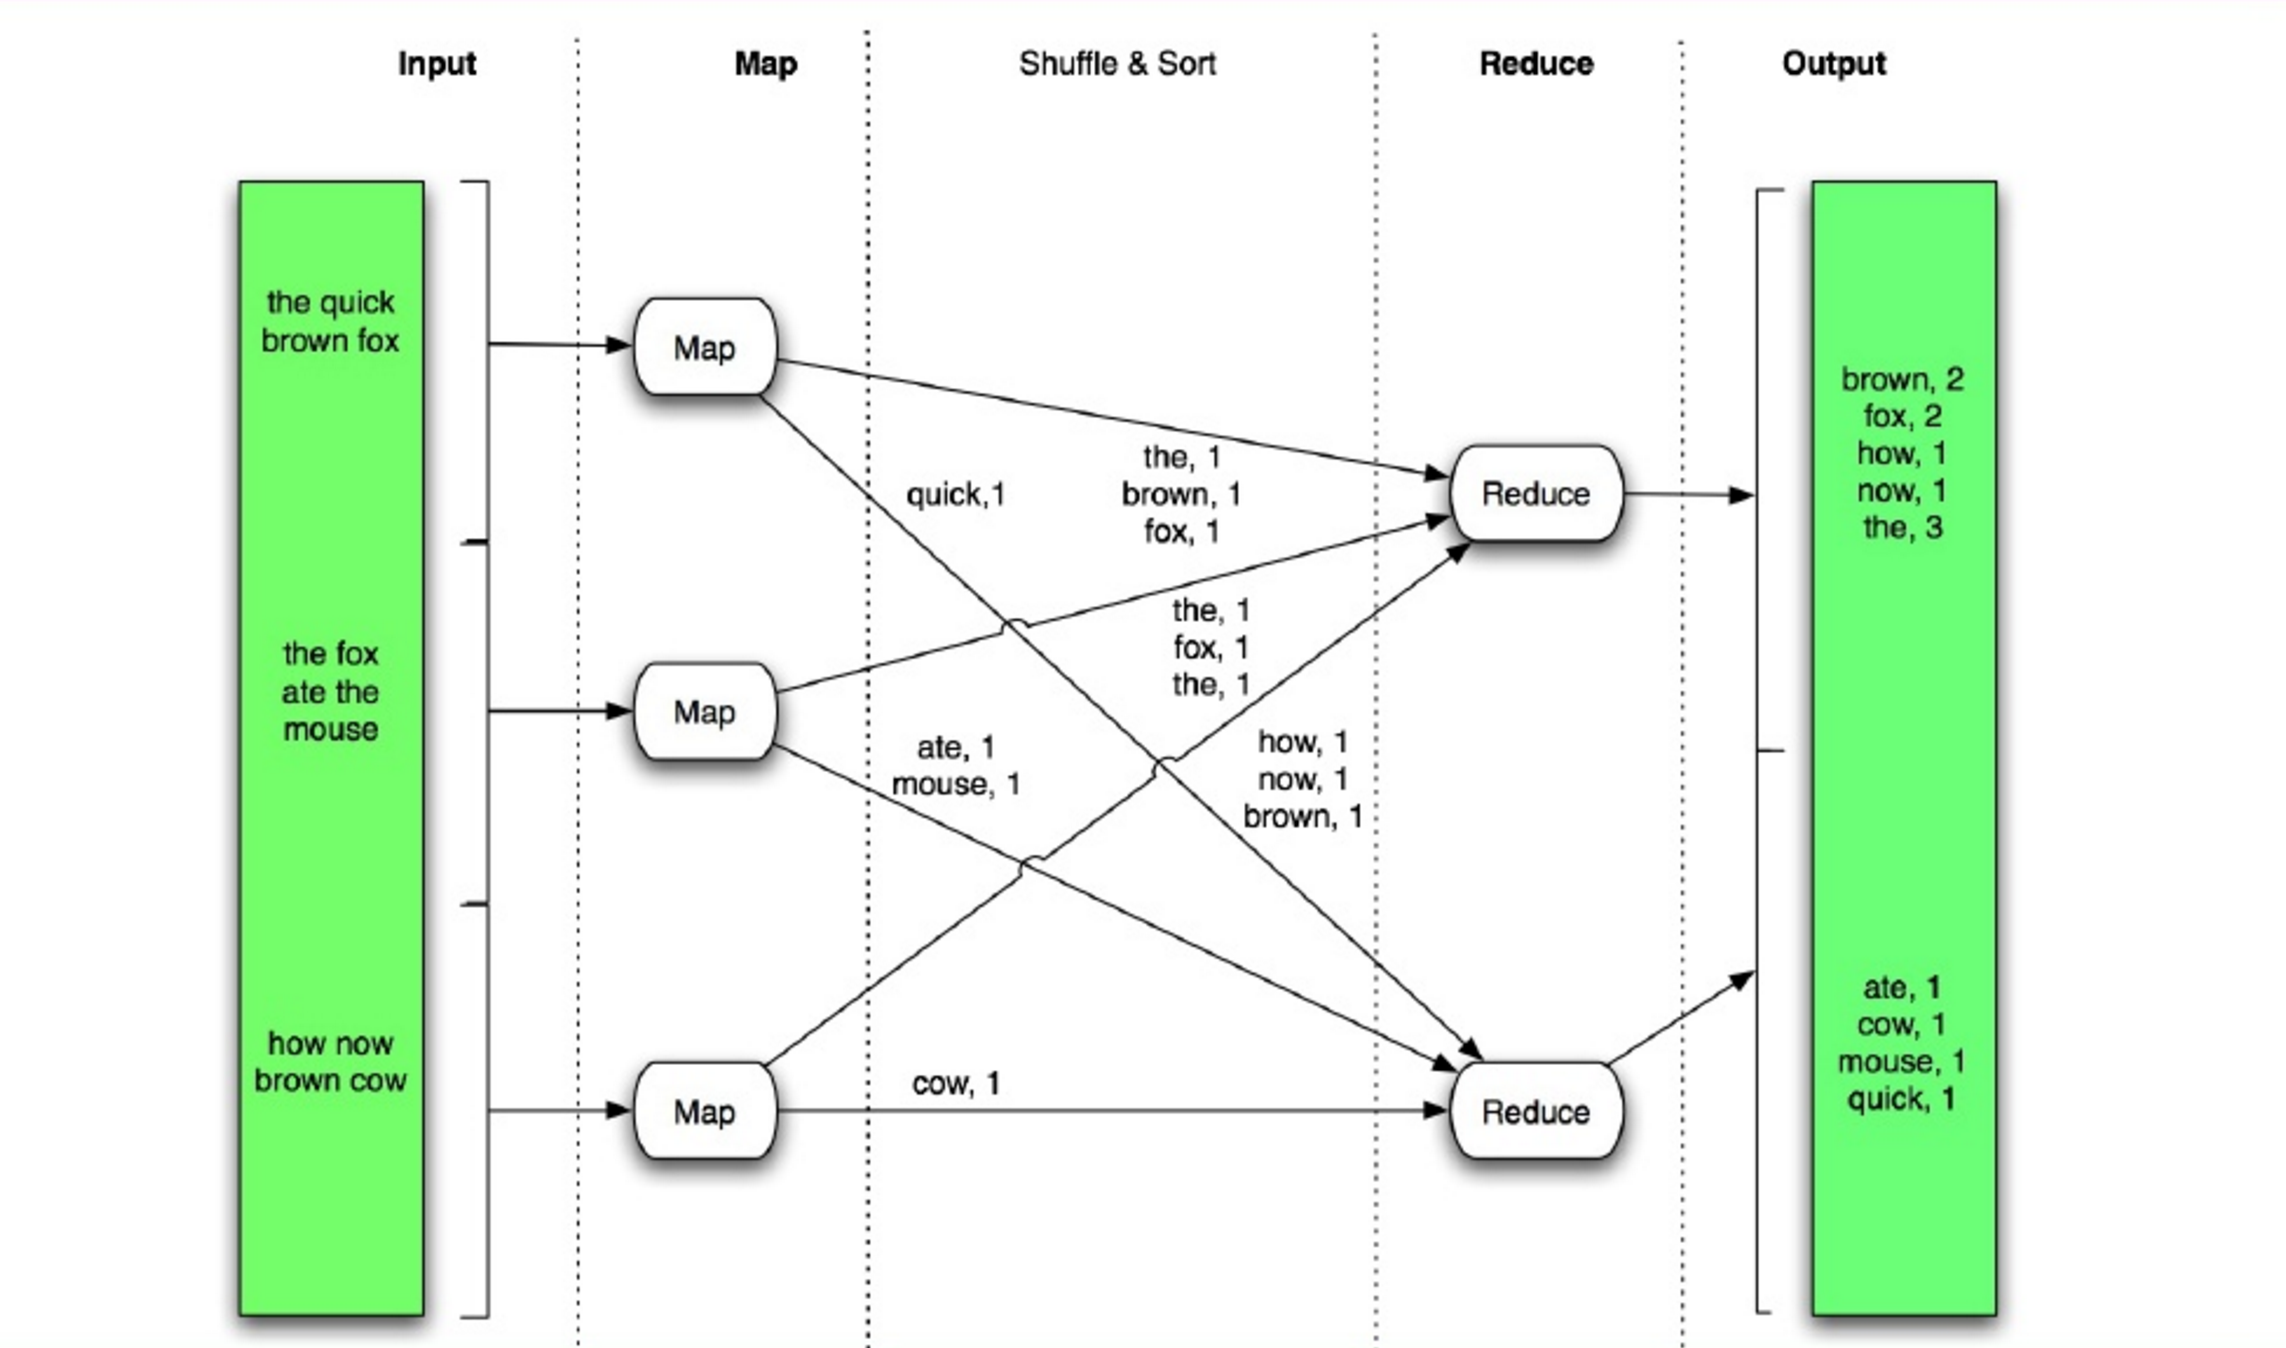 Input
Map
Shuffle & Sort
Reduce
Output
the quick
brown fox
the fox
ate the
mouse
how now
brown cow
Map
Map
Map
quick,1
the, 1
brown, 1
fox, 1
the, 1
fox, 1
the, 1
ate, 1
mouse, 1
how, 1
now, 1
brown, 1
cow, 1
Reduce
Reduce
brown, 2
fox, 2
how, 1
now, 1
the, 3
ate, 1
cow, 1
mouse, 1
quick, 1